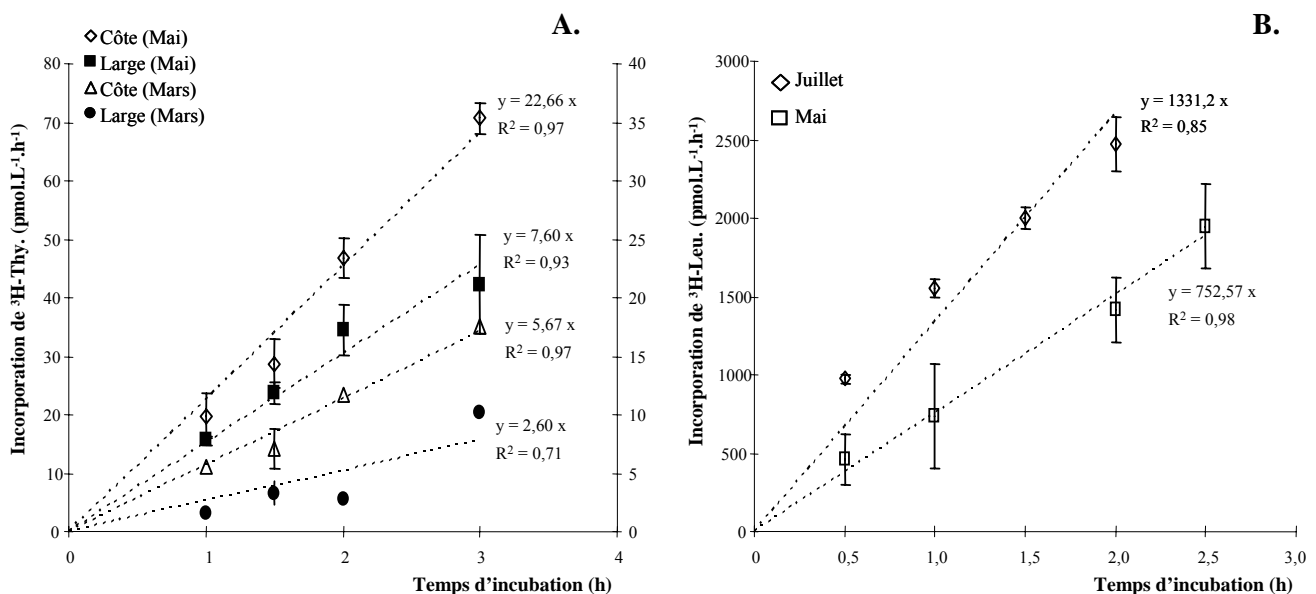 A.
Côte (Mai)
Large (Mai)
Côte (Mars)
Large (Mars)
Incorporation de ³H-Thy. (pmol.L⁻¹.h⁻¹)
80
70
60
50
40
30
20
10
0
40
35
30
25
20
15
10
5
0
y = 22,66 x
R² = 0,97
y = 7,60 x
R² = 0,93
y = 5,67 x
R² = 0,97
y = 2,60 x
R² = 0,71
0 1 2 3 4
Temps d'incubation (h)
B.
Juillet
Mai
Incorporation de ³H-Leu. (pmol.L⁻¹.h⁻¹)
3000
2500
2000
1500
1000
500
0
y = 1331,2 x
R² = 0,85
y = 752,57 x
R² = 0,98
0 0,5 1,0 1,5 2,0 2,5 3,0
Temps d'incubation (h)